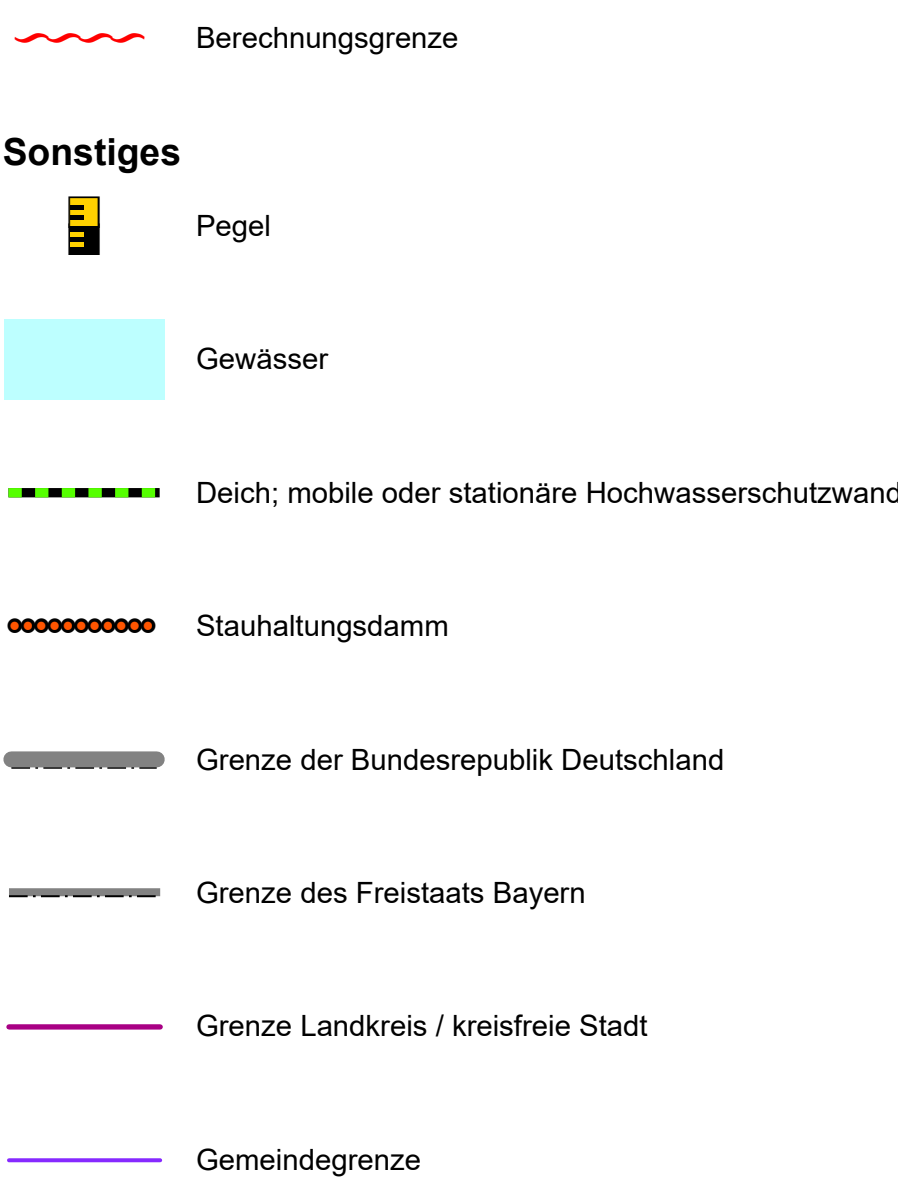 Berechnungsgrenze
Sonstiges
Pegel
Gewässer
Deich; mobile oder stationäre Hochwasserschutzwand
Stauhaltungsdamm
Grenze der Bundesrepublik Deutschland
Grenze des Freistaats Bayern
Grenze Landkreis / kreisfreie Stadt
Gemeindegrenze